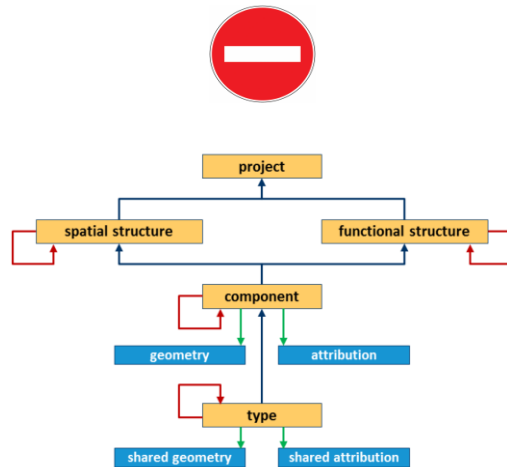 project
spatial structure
functional structure
component
geometry
attribution
type
shared geometry
shared attribution